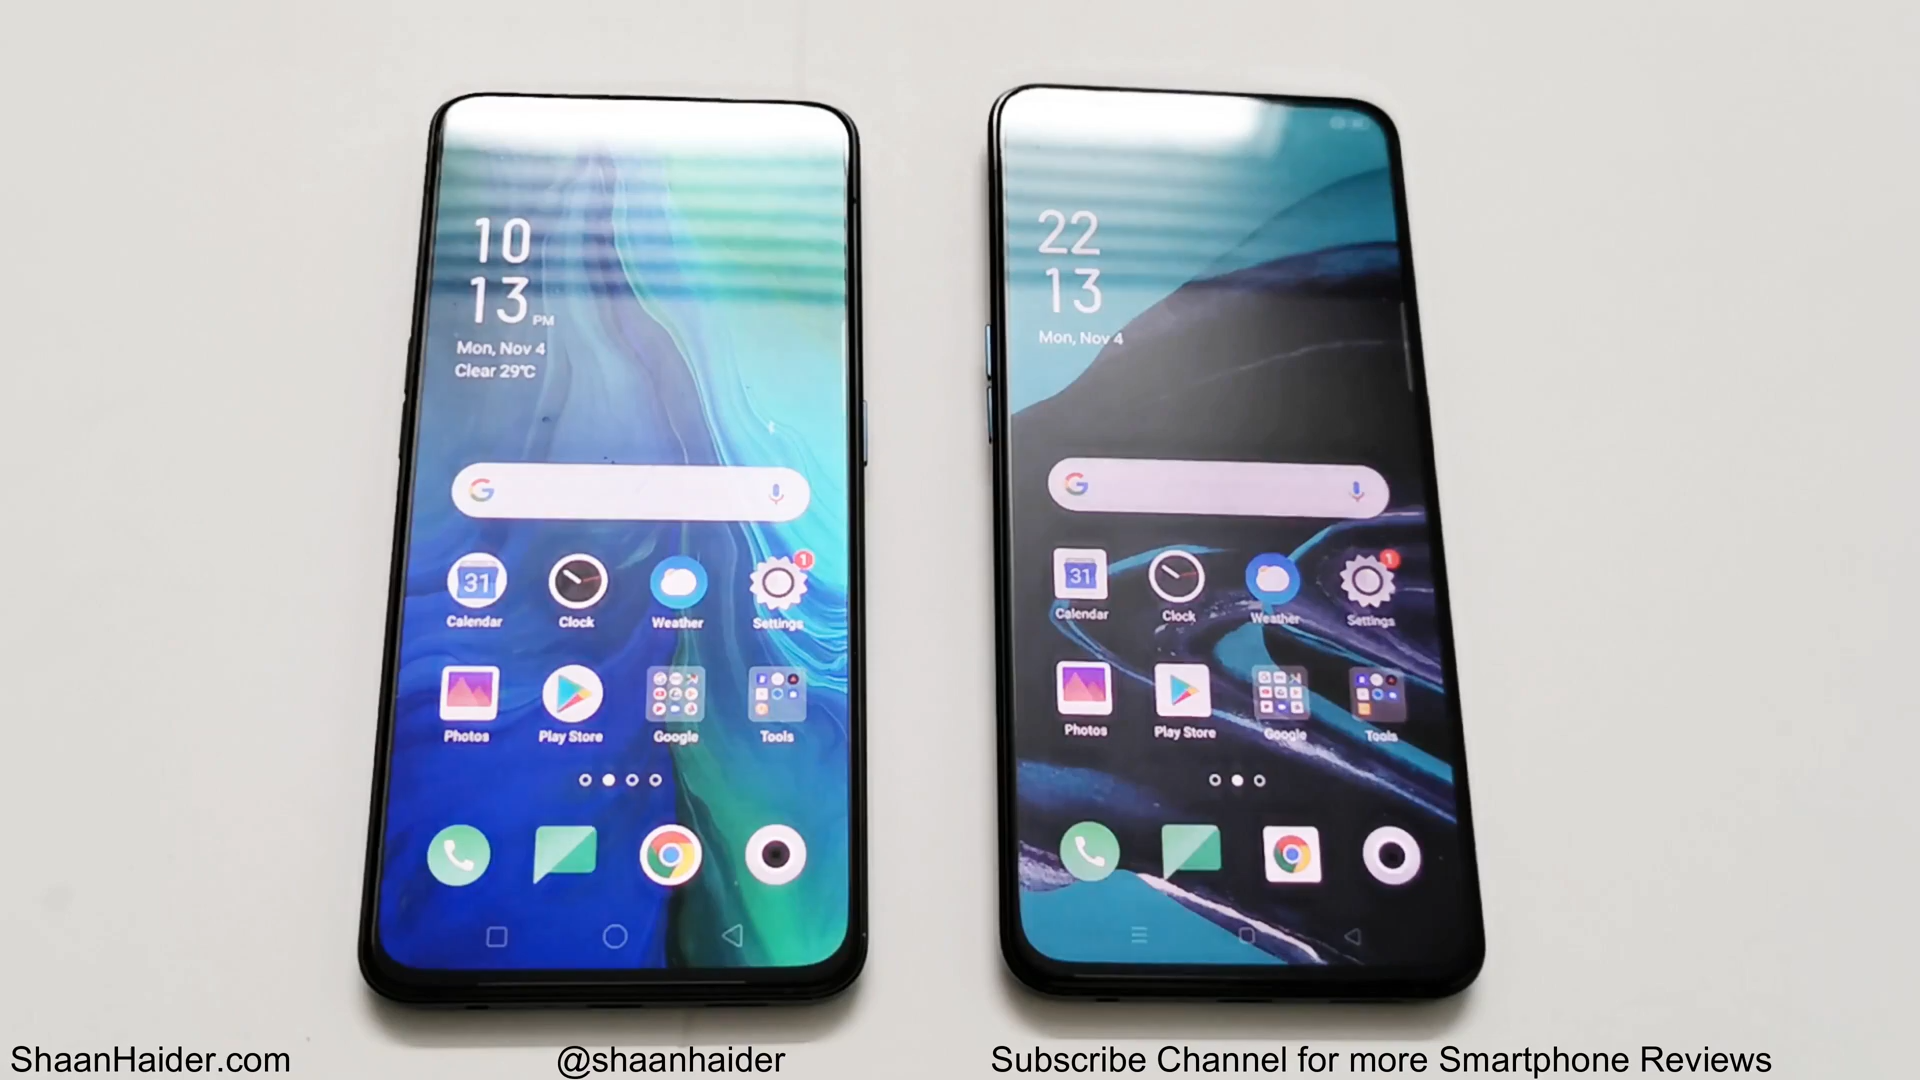 10
13 PM
Mon, Nov 4
Clear 29℃
G
31
1
Calendar
Clock
Weather
Settings
Photos
Play Store
Google
Tools
22
13
Mon, Nov 4
G
31
1
Calendar
Clock
Weather
Settings
Photos
Play Store
Google
Tools
ShaanHaider.com
@shaanhaider
Subscribe Channel for more Smartphone Reviews